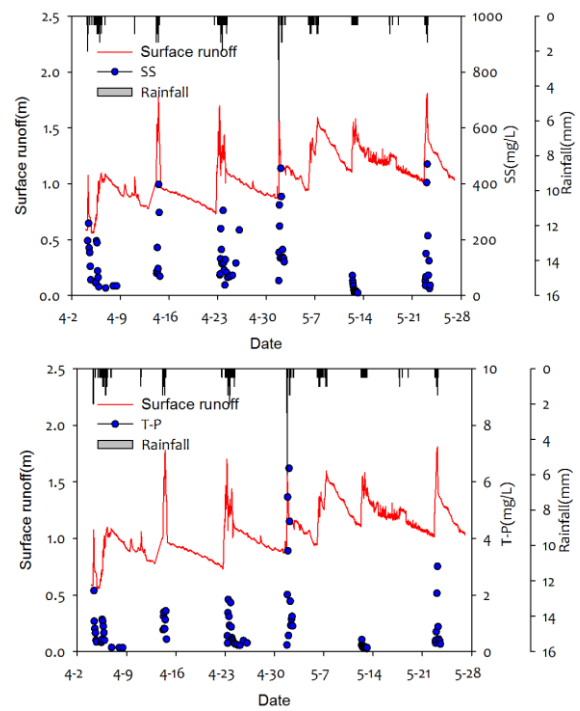 2.5
2.0
1.5
1.0
0.5
0.0
Surface runoff(m)
Surface runoff
SS
Rainfall
1000
800
600
400
200
0
SS(mg/L)
0
2
4
6
8
10
12
14
16
Rainfall(mm)
4-2 4-9 4-16 4-23 4-30 5-7 5-14 5-21 5-28
Date
2.5
2.0
1.5
1.0
0.5
0.0
Surface runoff(m)
Surface runoff
T-P
Rainfall
10
8
6
4
2
0
T-P(mg/L)
0
2
4
6
8
10
12
14
16
Rainfall(mm)
4-2 4-9 4-16 4-23 4-30 5-7 5-14 5-21 5-28
Date